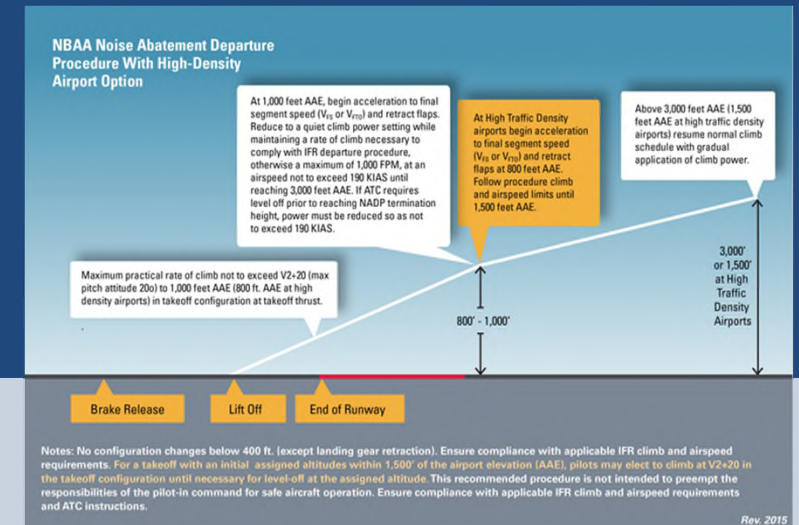 NBAA Noise Abatement Departure
Procedure With High-Density
Airport Option
At 1,000 feet AAE, begin acceleration to final
segment speed (VFS or VFTO) and retract flaps.
Reduce to a quiet climb power setting while
maintaining a rate of climb necessary to
comply with IFR departure procedure,
otherwise a maximum of 1,000 FPM, at an
airspeed not to exceed 190 KIAS until
reaching 3,000 feet AAE. If ATC requires
level off prior to reaching NADP termination
height, power must be reduced so as not
to exceed 190 KIAS.
At High Traffic Density
airports begin acceleration
to final segment speed
(VFS or VFTO) and retract
flaps at 800 feet AAE.
Follow procedure climb
and airspeed limits until
1,500 feet AAE.
Above 3,000 feet AAE (1,500
feet AAE at high traffic density
airports) resume normal climb
schedule with gradual
application of climb power.
Maximum practical rate of climb not to exceed V2+20 (max
pitch attitude 20o) to 1,000 feet AAE (800 ft. AAE at high
density airports) in takeoff configuration at takeoff thrust.
800' - 1,000'
3,000'
or 1,500'
at High
Traffic
Density
Airports
Brake Release
Lift Off
End of Runway
Notes: No configuration changes below 400 ft. (except landing gear retraction). Ensure compliance with applicable IFR climb and airspeed
requirements. For a takeoff with an initial assigned altitudes within 1,500' of the airport elevation (AAE), pilots may elect to climb at V2+20 in
the takeoff configuration until necessary for level-off at the assigned altitude. This recommended procedure is not intended to preempt the
responsibilities of the pilot-in command for safe aircraft operation. Ensure compliance with applicable IFR climb and airspeed requirements
and ATC instructions.
Rev. 2015